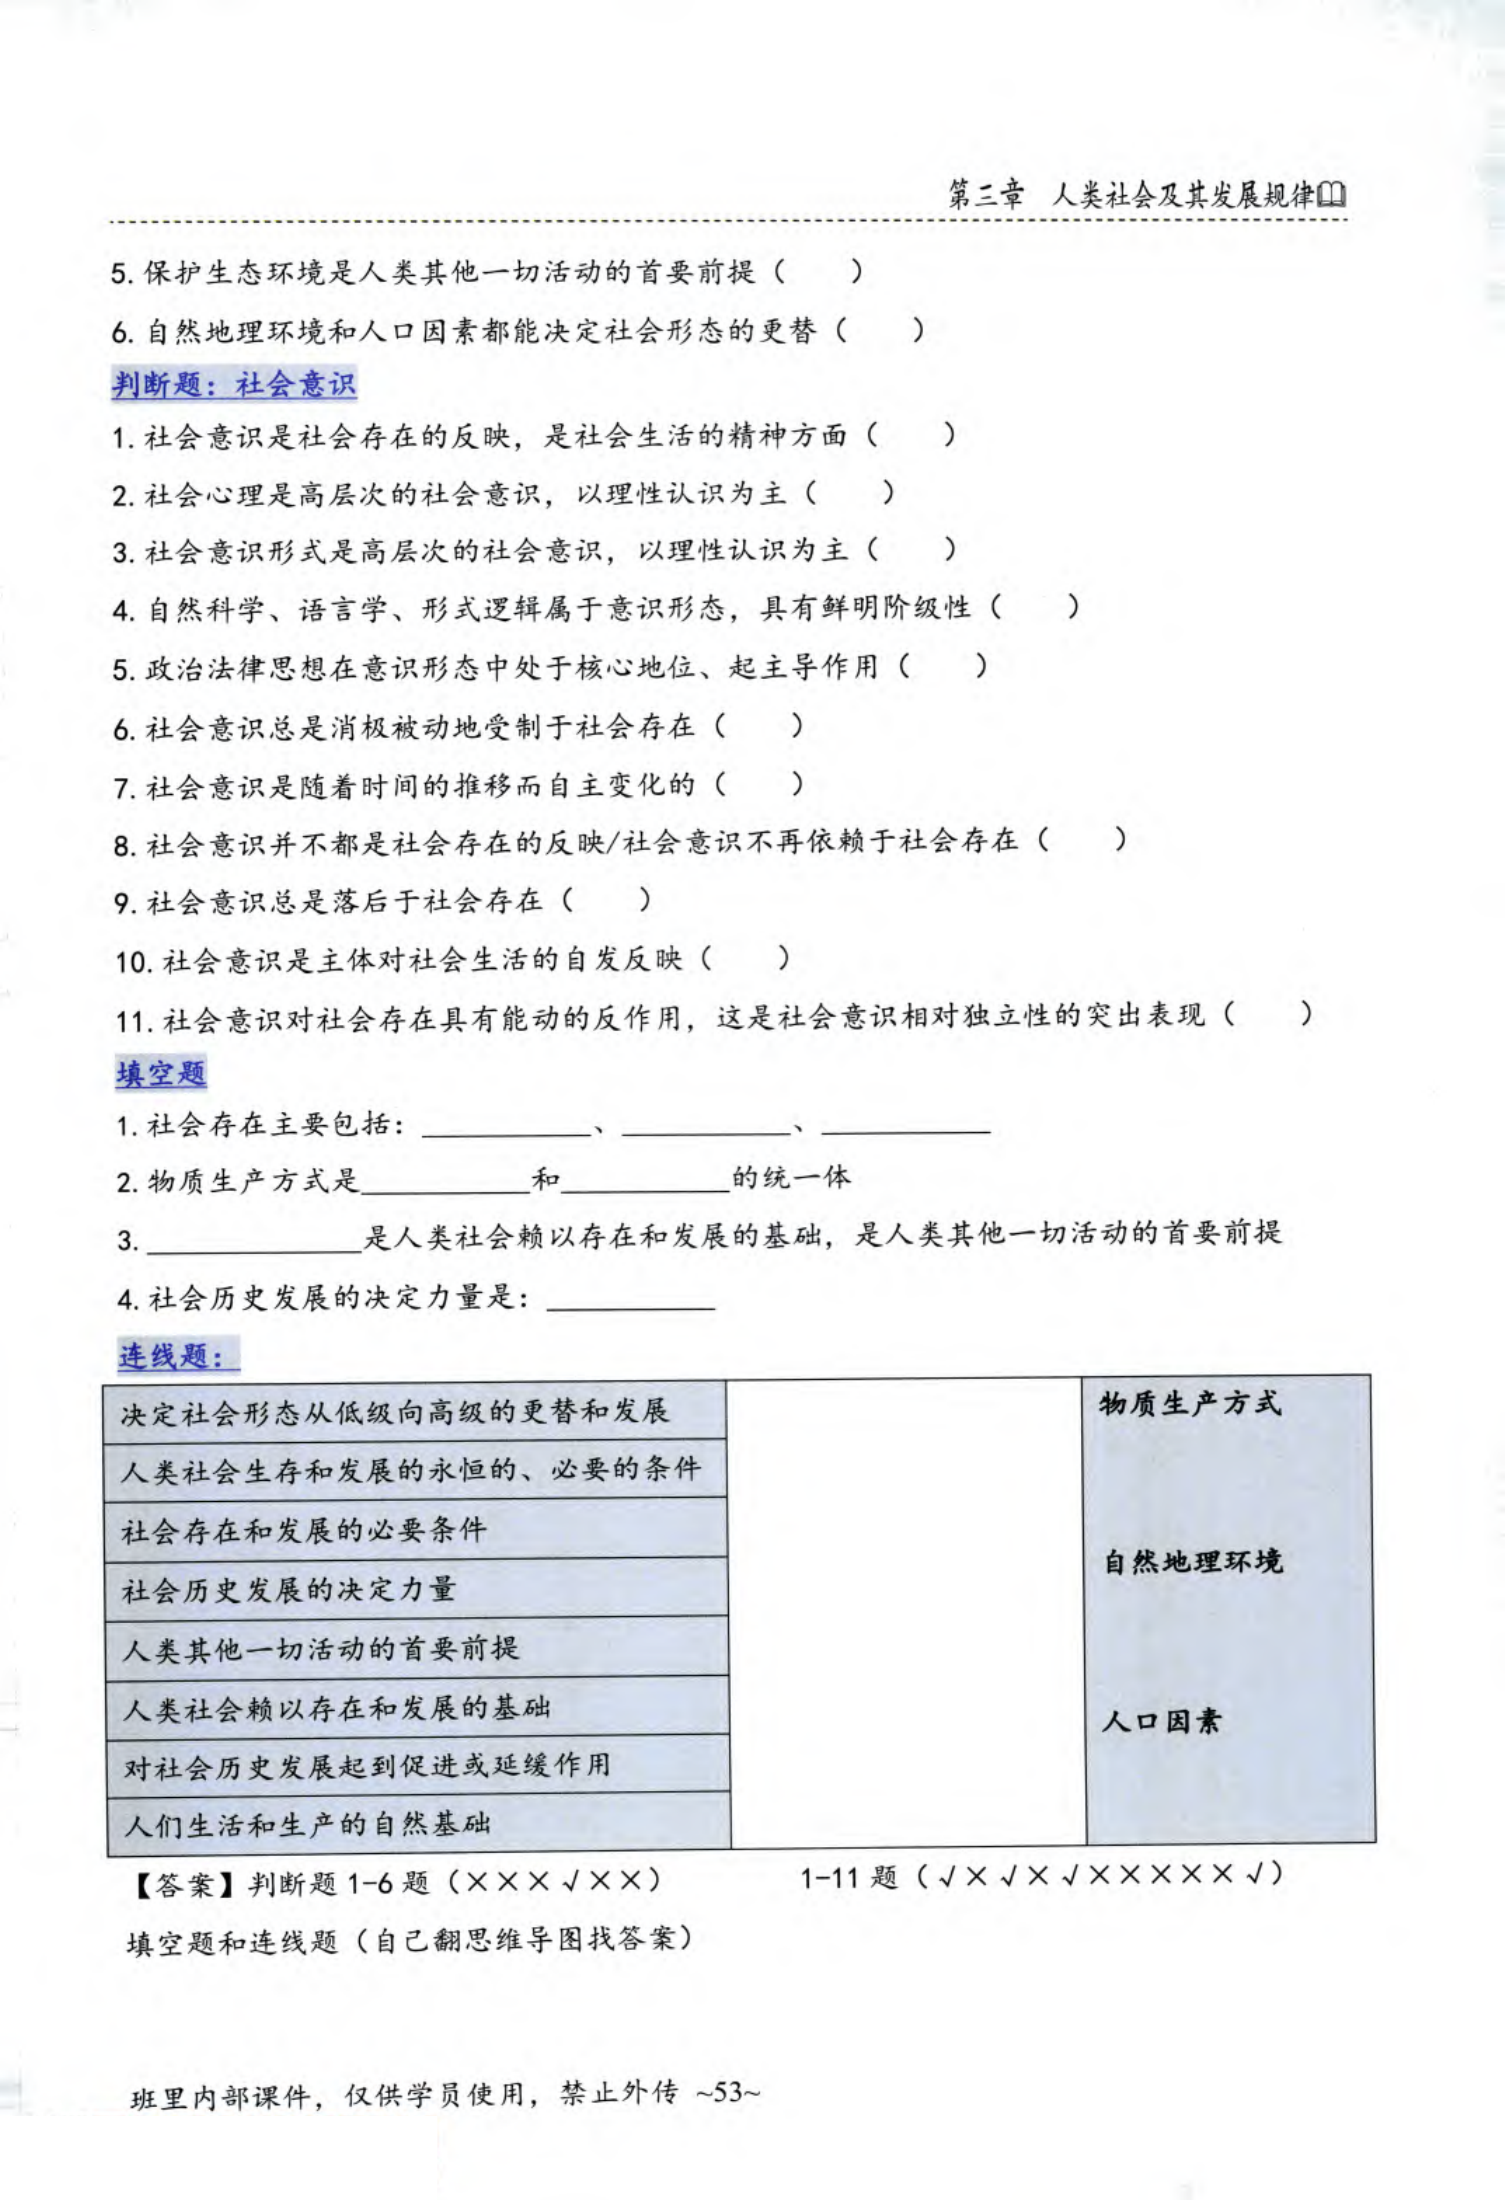 第三章 人类社会及其发展规律
5.保护生态环境是人类其他一切活动的首要前提（ ）
6.自然地理环境和人口因素都能决定社会形态的更替（ ）
判断题：社会意识
1.社会意识是社会存在的反映，是社会生活的精神方面（ ）
2.社会心理是高层次的社会意识，以理性认识为主（ ）
3.社会意识形式是高层次的社会意识，以理性认识为主（ ）
4.自然科学、语言学、形式逻辑属于意识形态，具有鲜明阶级性（ ）
5.政治法律思想在意识形态中处于核心地位、起主导作用（ ）
6.社会意识总是消极被动地受制于社会存在（ ）
7.社会意识是随着时间的推移而自主变化的（ ）
8.社会意识并不都是社会存在的反映/社会意识不再依赖于社会存在（ ）
9.社会意识总是落后于社会存在（ ）
10.社会意识是主体对社会生活的自发反映（ ）
11.社会意识对社会存在具有能动的反作用，这是社会意识相对独立性的突出表现（ ）
填空题
1.社会存在主要包括：__________、__________、__________
2.物质生产方式是__________和__________的统一体
3.____________是人类社会赖以存在和发展的基础，是人类其他一切活动的首要前提
4.社会历史发展的决定力量是：__________
连线题：
决定社会形态从低级向高级的更替和发展
人类社会生存和发展的永恒的、必要的条件
社会存在和发展的必要条件
社会历史发展的决定力量
人类其他一切活动的首要前提
人类社会赖以存在和发展的基础
对社会历史发展起到促进或延缓作用
人们生活和生产的自然基础
物质生产方式
自然地理环境
人口因素
【答案】判断题1-6题（×××√××） 1-11题（√×√×√×××××√）
填空题和连线题（自己翻思维导图找答案）
班里内部课件，仅供学员使用，禁止外传 ~53~